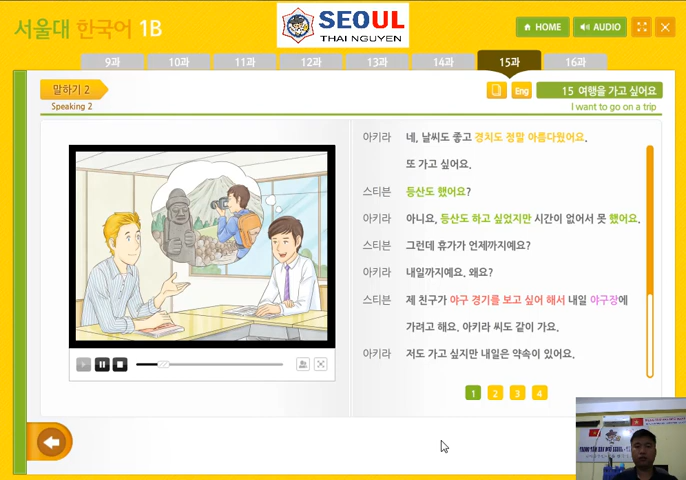 서울대 한국어 1B
SEOUL
THAI NGUYEN
HOME
AUDIO
9과
10과
11과
12과
13과
14과
15과
16과
말하기 2
Speaking 2
Eng
15 여행을 가고 싶어요
I want to go on a trip
아키라 네, 날씨도 좋고 경치도 정말 아름다웠어요.
또 가고 싶어요.
스티븐 등산도 했어요?
아키라 아니요, 등산도 하고 싶었지만 시간이 없어서 못 했어요.
스티븐 그런데 휴가가 언제까지예요?
아키라 내일까지예요. 왜요?
스티븐 제 친구가 야구 경기를 보고 싶어 해서 내일 야구장에
가려고 해요. 아키라 씨도 같이 가요.
아키라 저도 가고 싶지만 내일은 약속이 있어요.
1 2 3 4